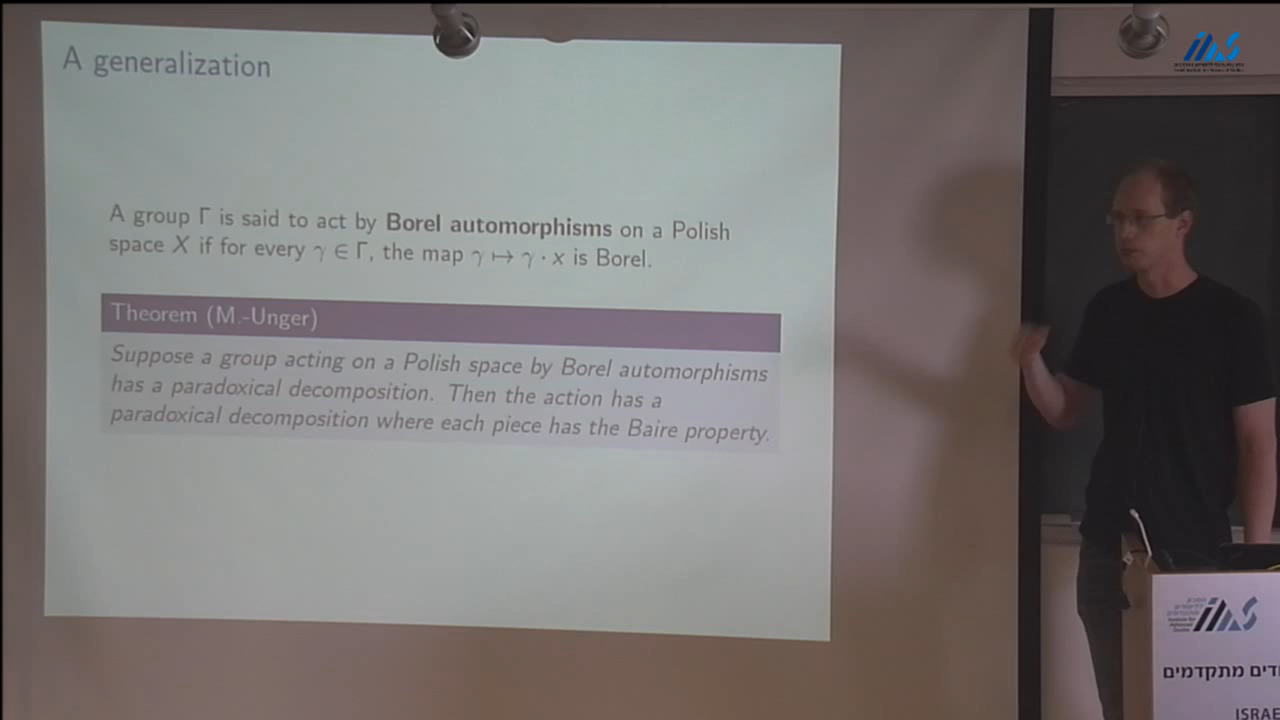 A generalization
A group Γ is said to act by Borel automorphisms on a Polish
space X if for every γ ∈ Γ, the map γ ↦ γ · x is Borel.
Theorem (M.-Unger)
Suppose a group acting on a Polish space by Borel automorphisms
has a paradoxical decomposition. Then the action has a
paradoxical decomposition where each piece has the Baire property.
IIAS
IIAS
דים מתקדמים
ISRAE